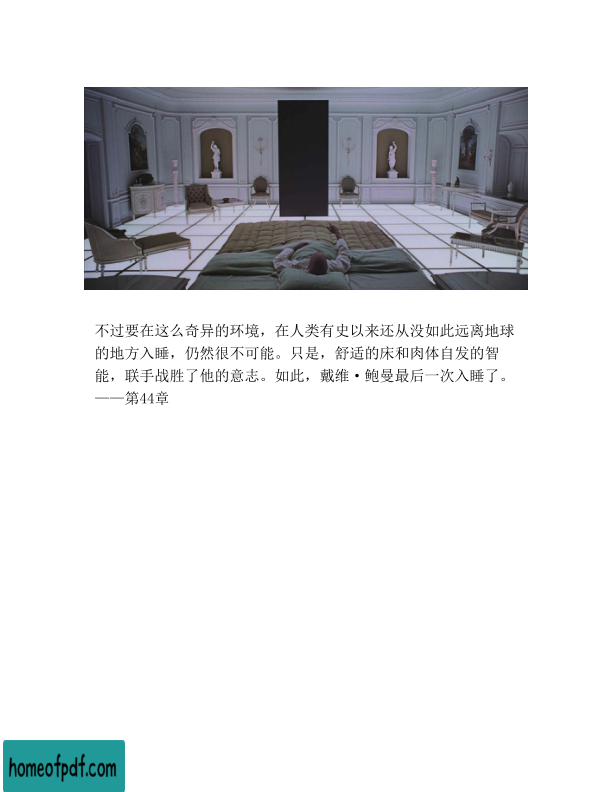 不过要在这么奇异的环境，在人类有史以来还从没如此远离地球
的地方入睡，仍然很不可能。只是，舒适的床和肉体自发的智
能，联手战胜了他的意志。如此，戴维·鲍曼最后一次入睡了。
——第44章
homeofpdf.com